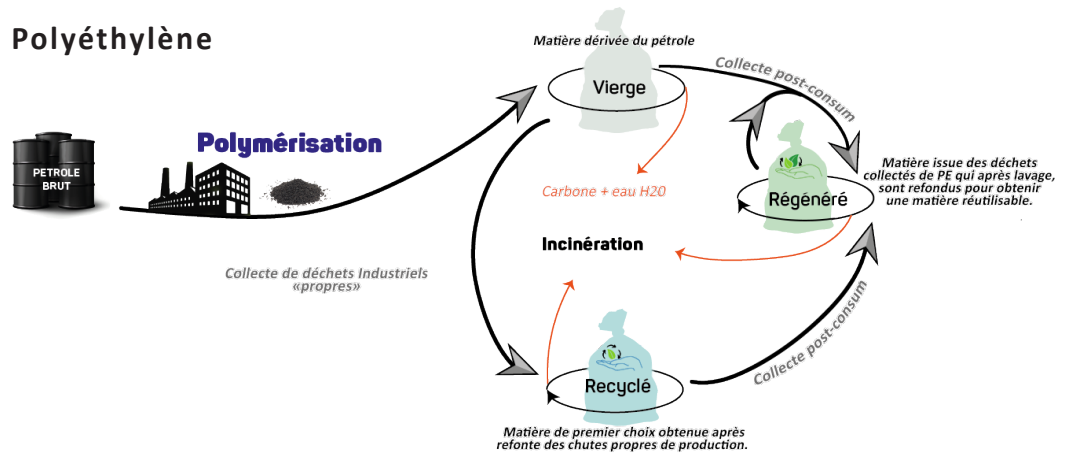 Polyéthylène
Matière dérivée du pétrole
Vierge
Collecte post-consum
Polymérisation
PETROLE
BRUT
Carbone + eau H20
Matière issue des déchets
collectés de PE qui après lavage,
sont refondus pour obtenir
une matière réutilisable.
Régénéré
Incinération
Collecte de déchets Industriels
«propres»
Collecte post-consum
Recyclé
Matière de premier choix obtenue après
refonte des chutes propres de production.